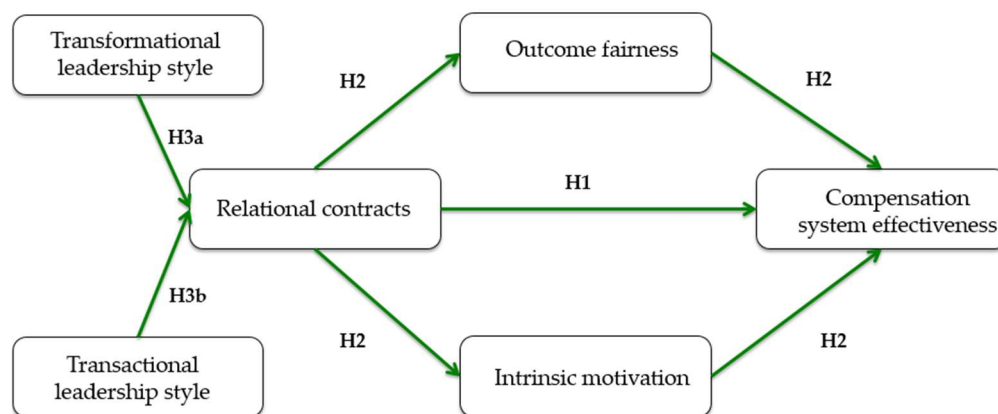 Transformational
leadership style
Outcome fairness
H2
H2
H3a
Relational contracts
H1
Compensation
system effectiveness
H3b
H2
H2
Transactional
leadership style
Intrinsic motivation